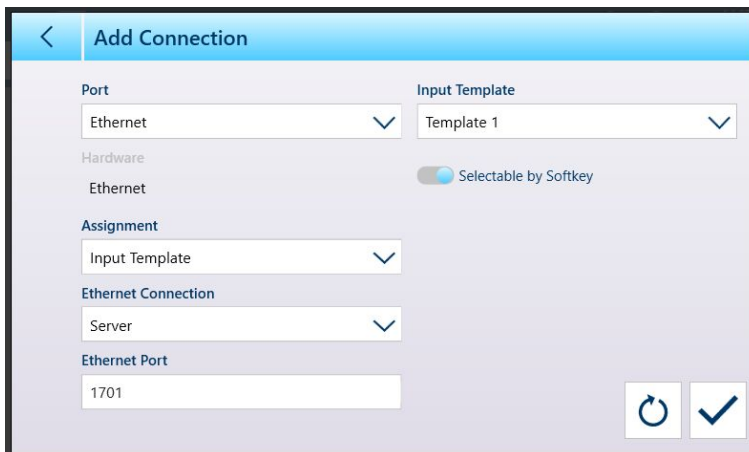 Add Connection
Port
Ethernet
Hardware
Ethernet
Assignment
Input Template
Ethernet Connection
Server
Ethernet Port
1701
Input Template
Template 1
Selectable by Softkey